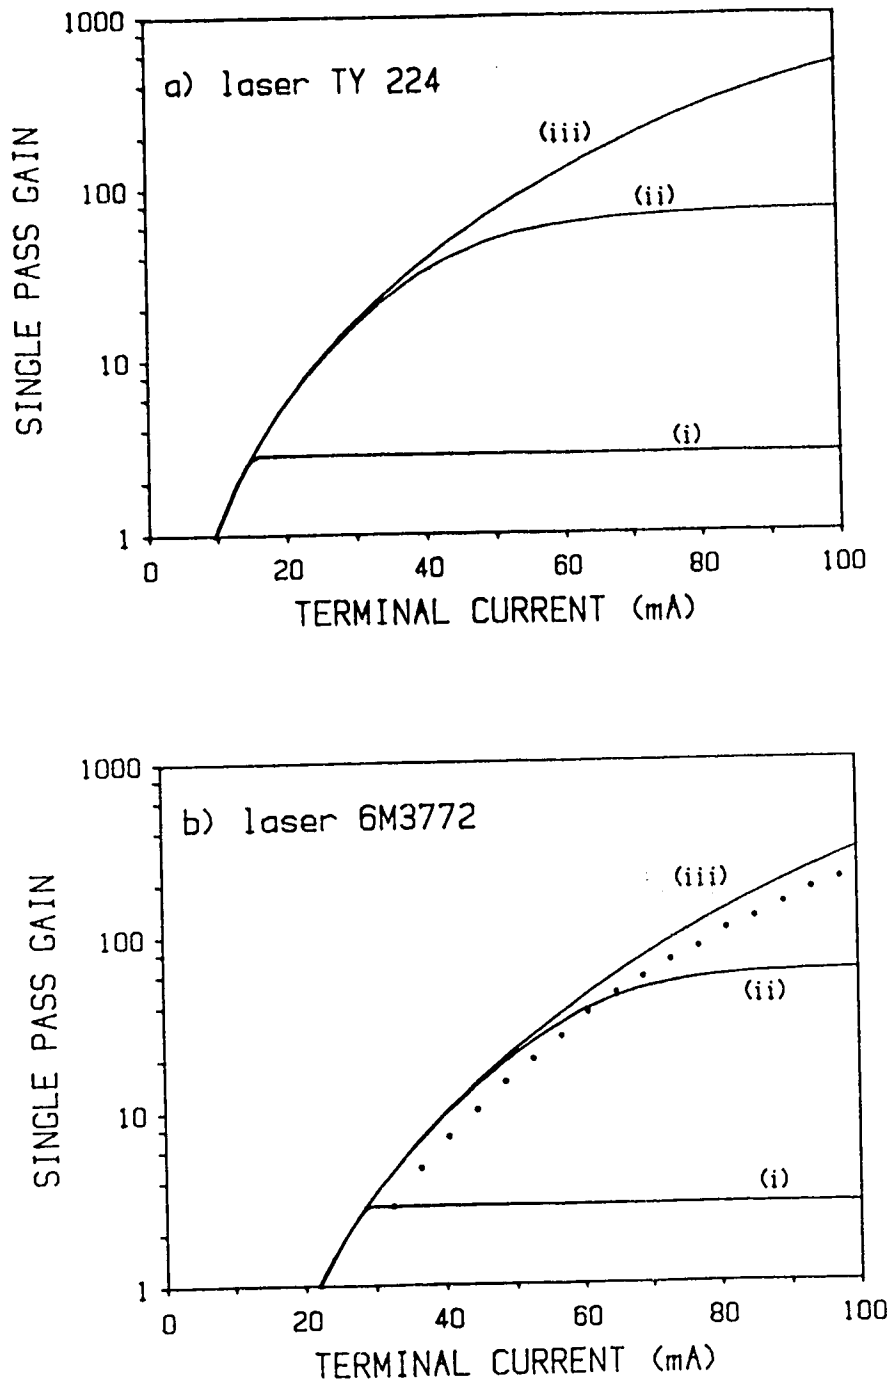 1000
a) laser TY 224
(iii)
(ii)
100
SINGLE PASS GAIN
10
(i)
1
0 20 40 60 80 100
TERMINAL CURRENT (mA)
1000
b) laser 6M3772
(iii)
100
(ii)
SINGLE PASS GAIN
10
(i)
1
0 20 40 60 80 100
TERMINAL CURRENT (mA)